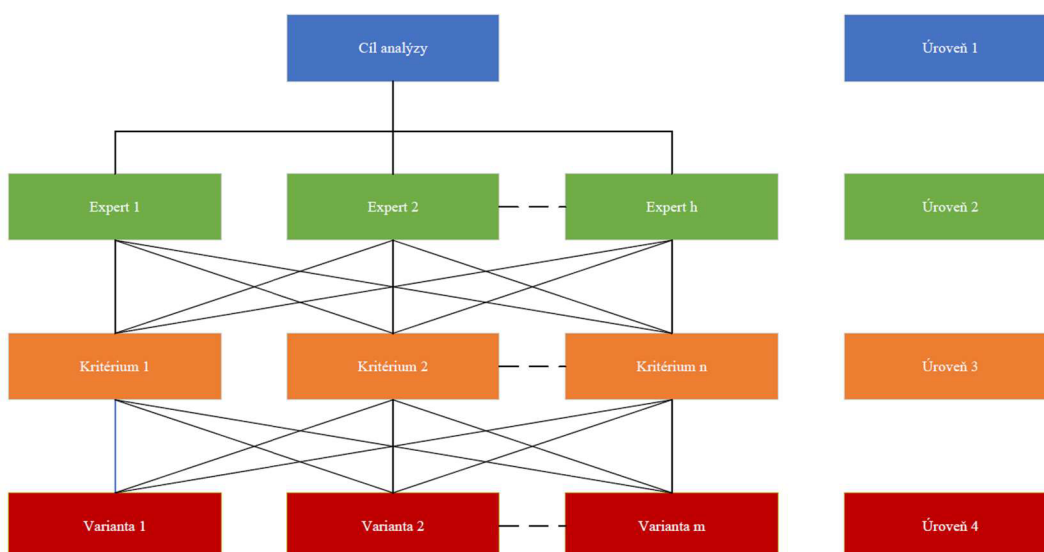 Cíl analýzy
Úroveň 1
Expert 1
Expert 2
Expert h
Úroveň 2
Kritérium 1
Kritérium 2
Kritérium n
Úroveň 3
Varianta 1
Varianta 2
Varianta m
Úroveň 4